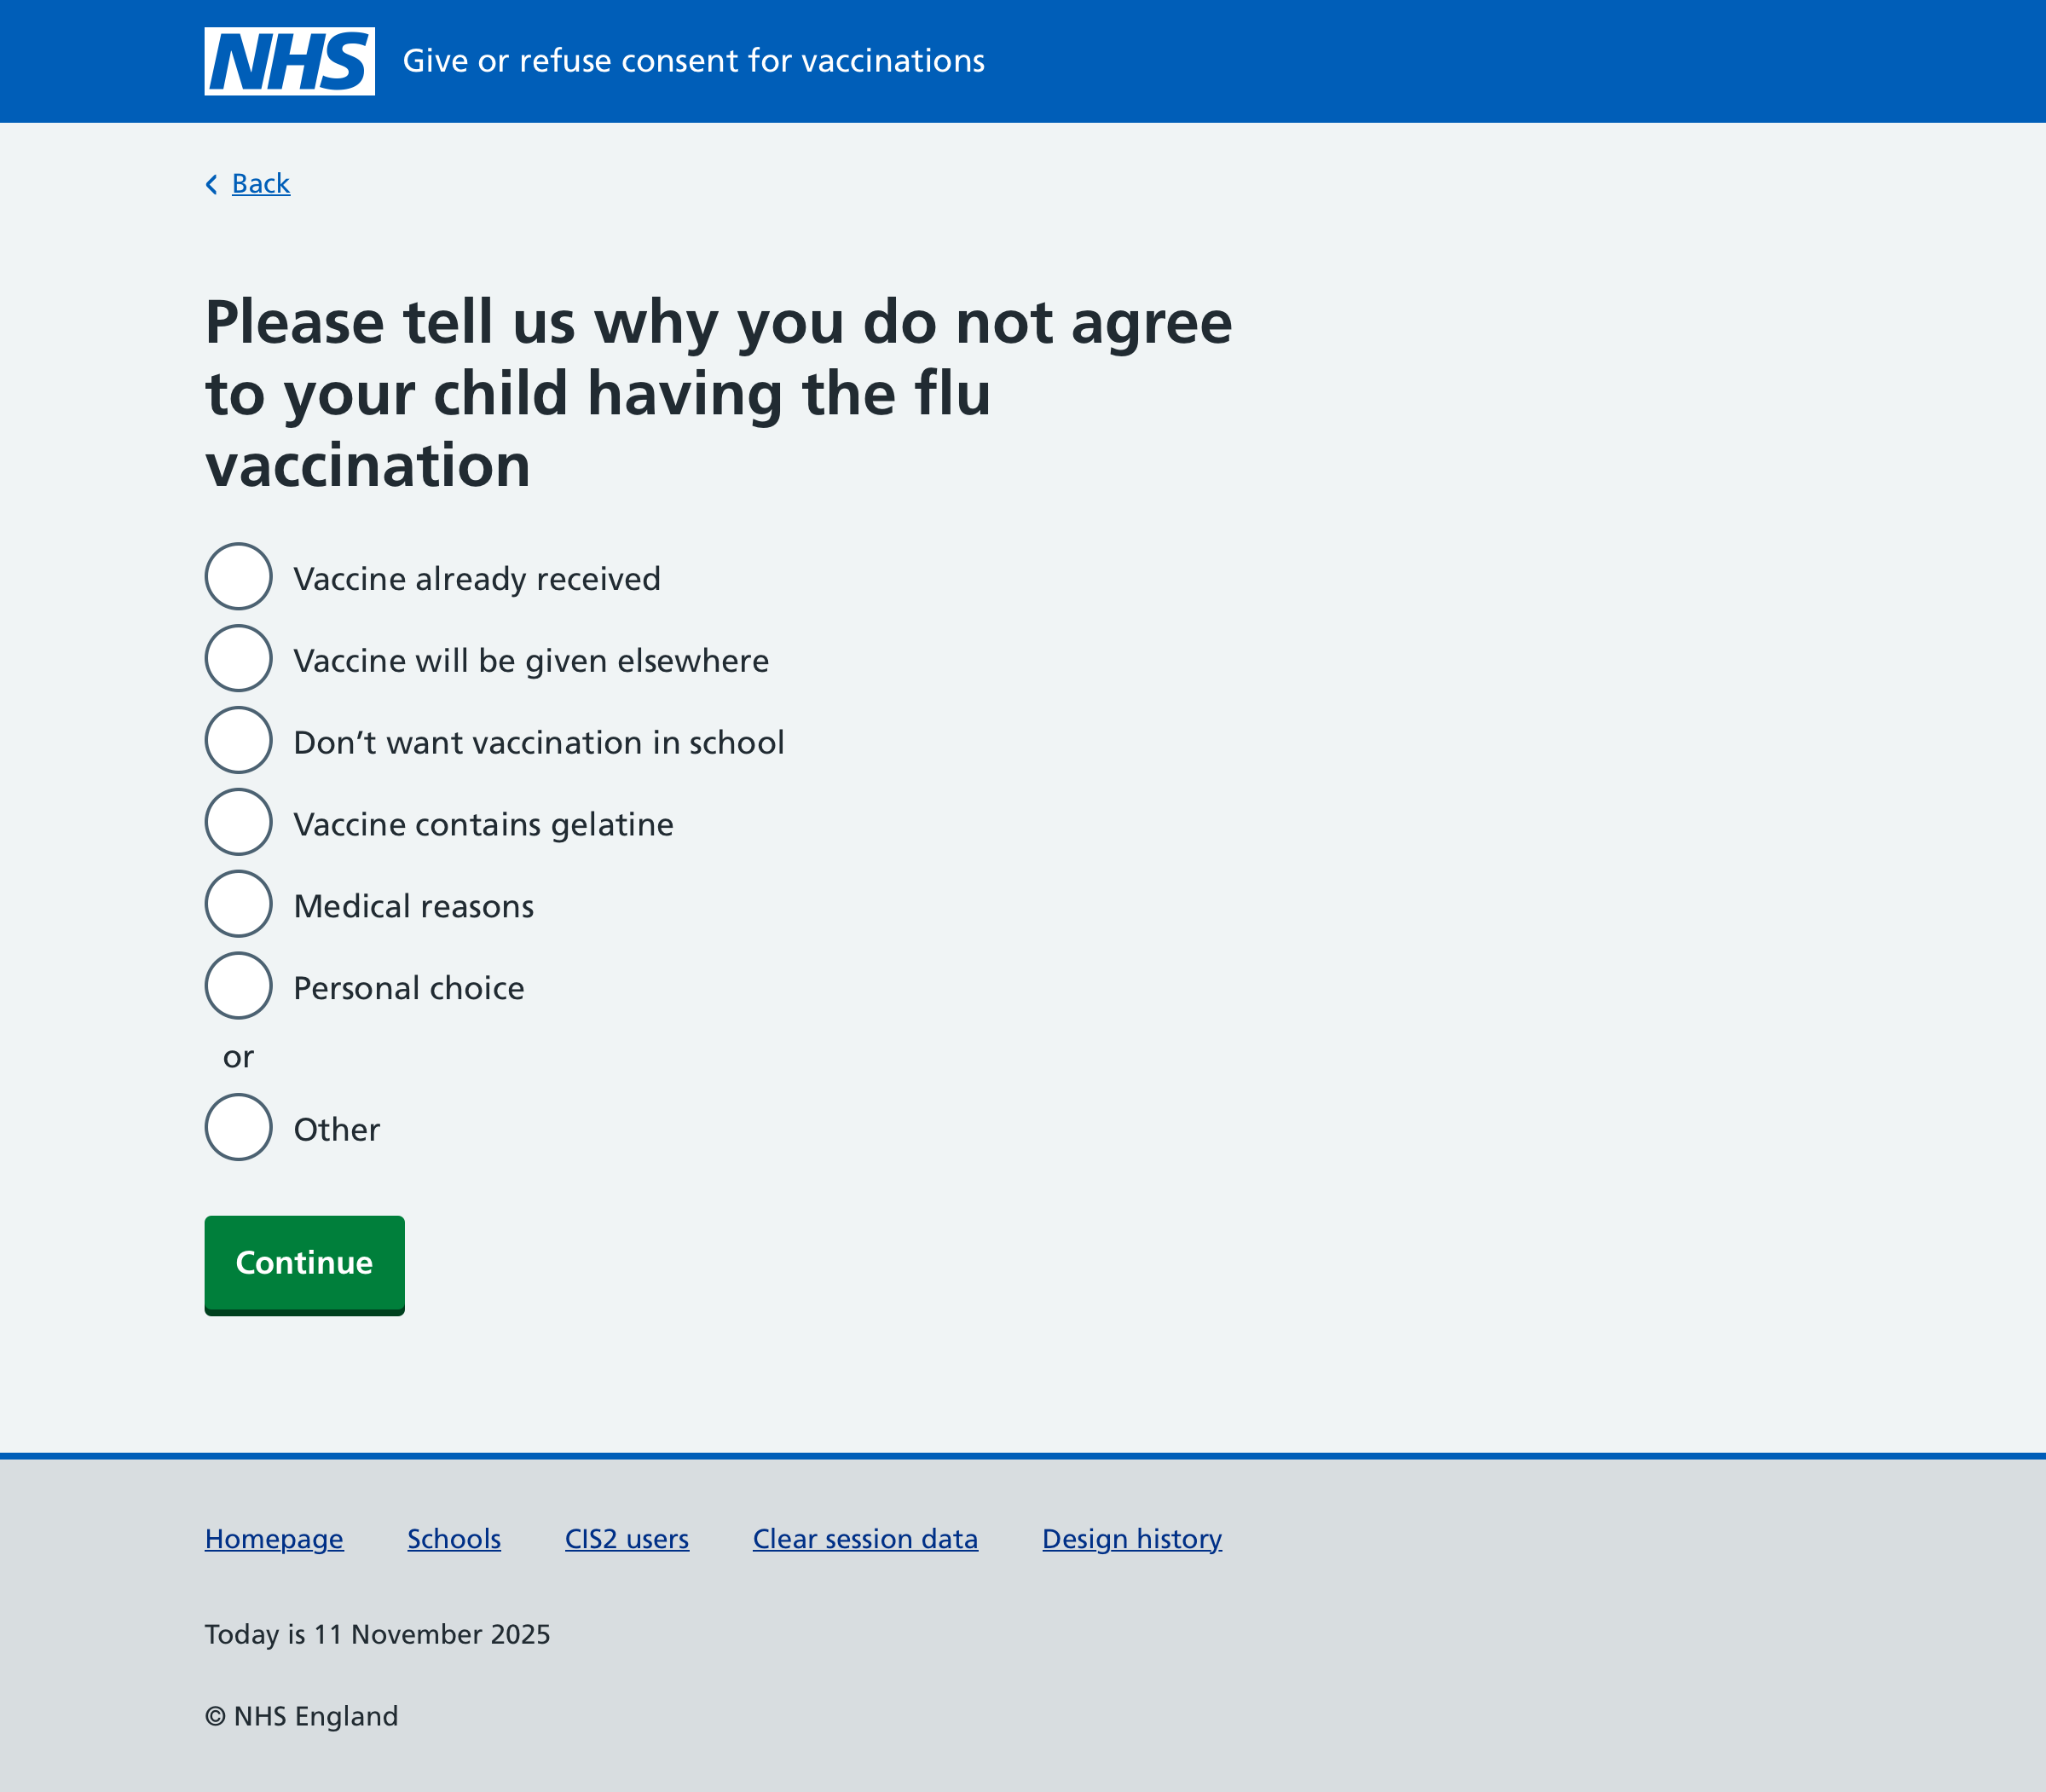 NHS Give or refuse consent for vaccinations
Back
Please tell us why you do not agree
to your child having the flu
vaccination
Vaccine already received
Vaccine will be given elsewhere
Don’t want vaccination in school
Vaccine contains gelatine
Medical reasons
Personal choice
or
Other
Continue
Homepage Schools CIS2 users Clear session data Design history
Today is 11 November 2025
© NHS England